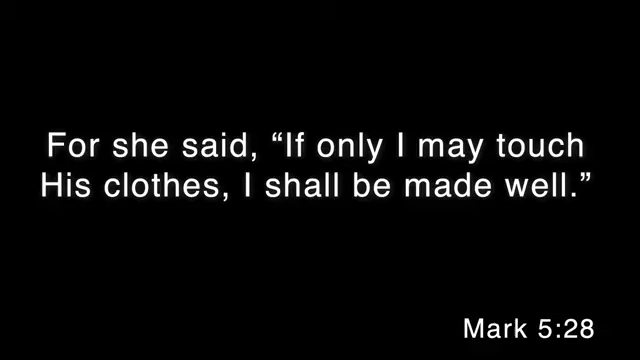 For she said, “If only I may touch
His clothes, I shall be made well.”
Mark 5:28